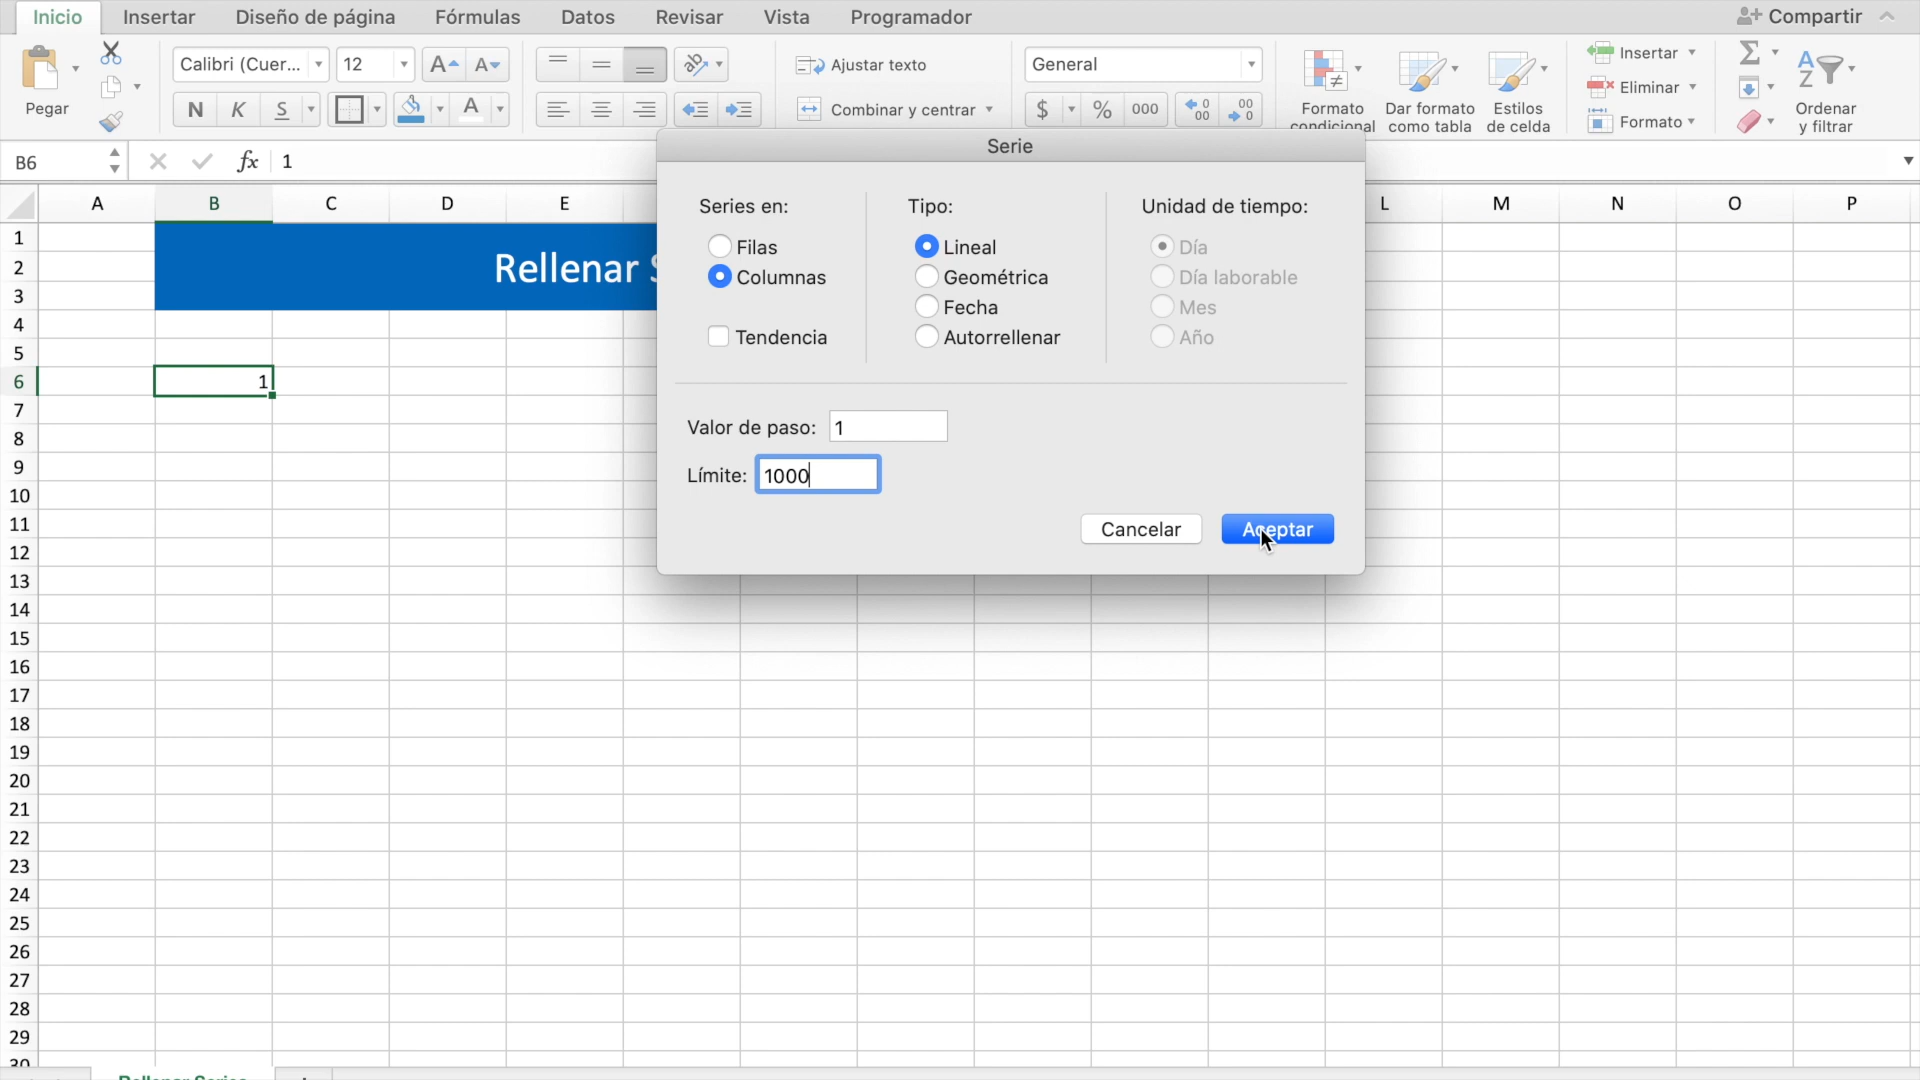 Inicio Insertar Diseño de página Fórmulas Datos Revisar Vista Programador Compartir
Calibri (Cuer... 12 Ajustar texto General Insertar
Pegar N K S A Combinar y centrar $ % 000 Formato condicional Dar formato como tabla Estilos de celda Eliminar Formato Ordenar y filtrar
B6 fx 1
Serie
A B C D E L M N O P
Rellenar
Series en: Tipo: Unidad de tiempo:
Filas Lineal Día
Columnas Geométrica Día laborable
Fecha Mes
Tendencia Autorrellenar Año
Valor de paso: 1
Límite: 1000
Cancelar Aceptar
1
2
3
4
5
6 1
7
8
9
10
11
12
13
14
15
16
17
18
19
20
21
22
23
24
25
26
27
28
29
30
Rellenar Series +